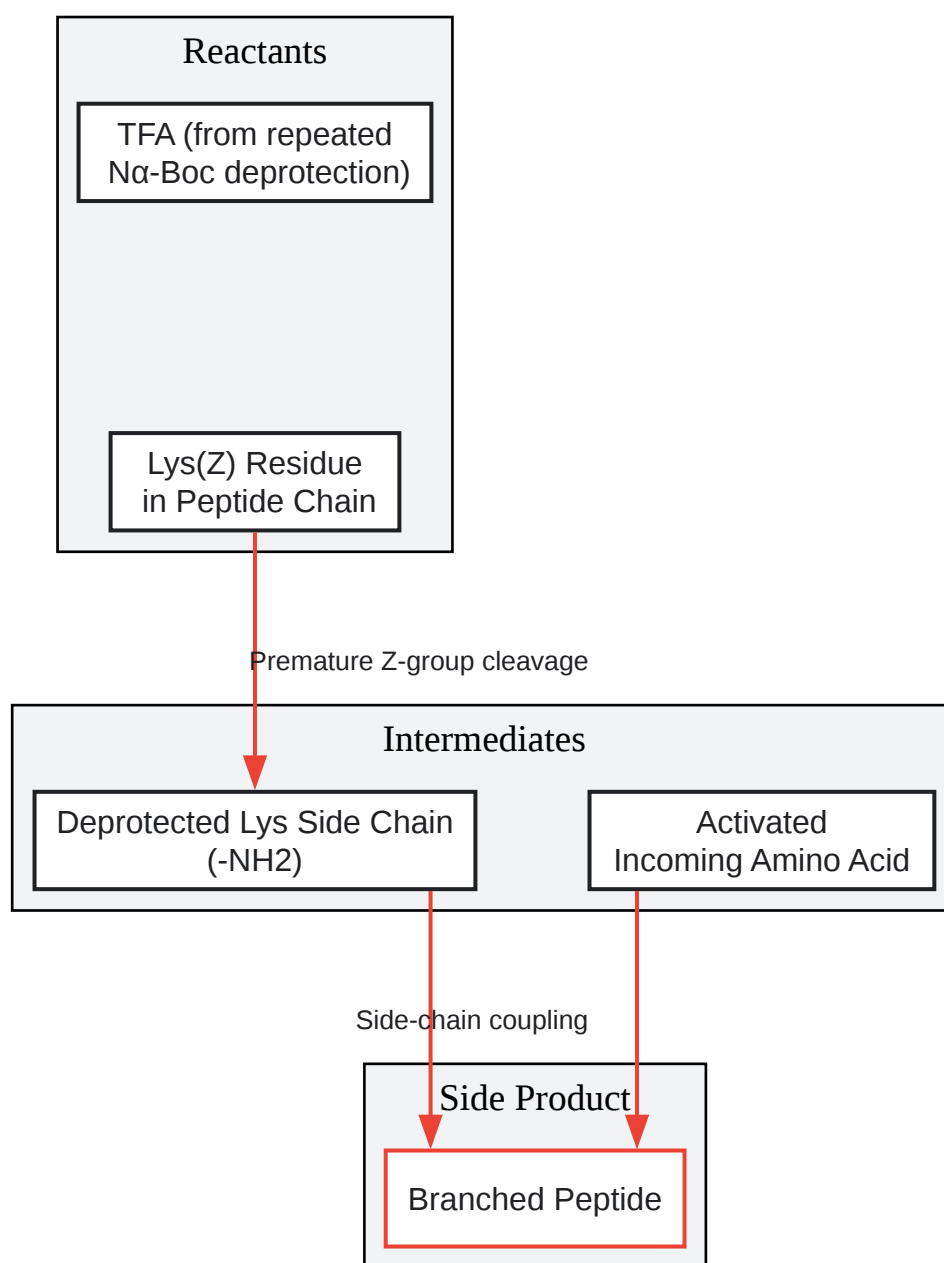 Reactants
TFA (from repeated
Nα-Boc deprotection)
Lys(Z) Residue
in Peptide Chain
Premature Z-group cleavage
Intermediates
Deprotected Lys Side Chain
(-NH2)
Activated
Incoming Amino Acid
Side-chain coupling
Side Product
Branched Peptide